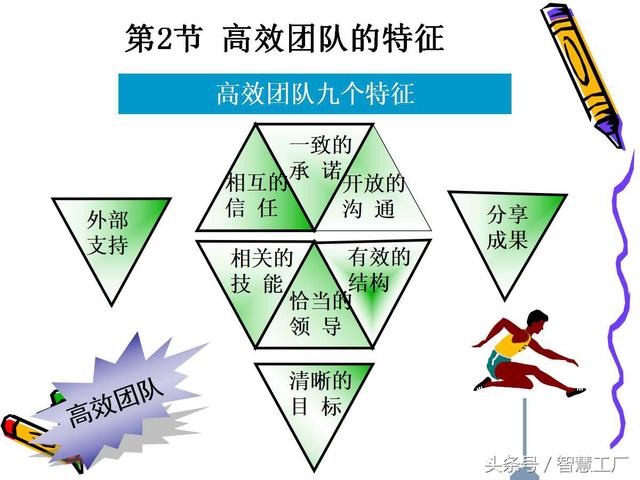 第2节 高效团队的特征
高效团队九个特征
一致的
承 诺
相互的
信 任
开放的
沟 通
外部
支持
分享
成果
相关的
技 能
有效的
结构
恰当的
领 导
清晰的
目 标
高效团队
头条号 / 智慧工厂